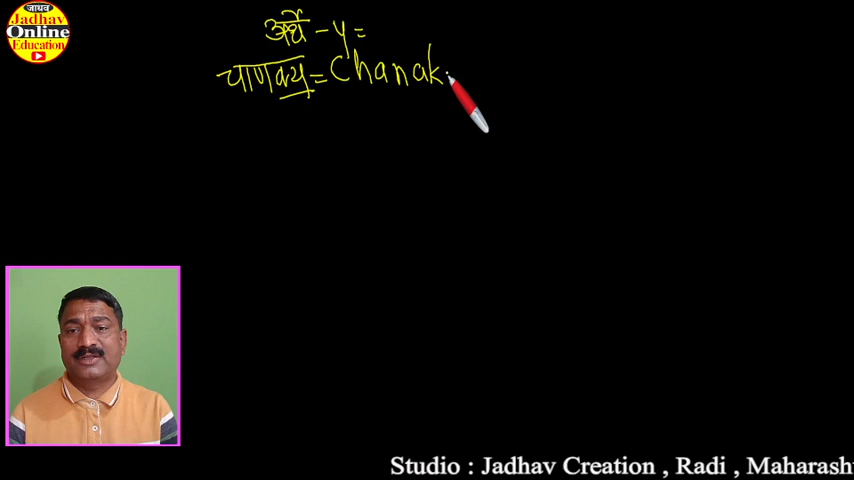 जाधव
Jadhav
Online
Education
अर्धे - y =
चाणक्य = Chanak
Studio : Jadhav Creation , Radi , Maharash